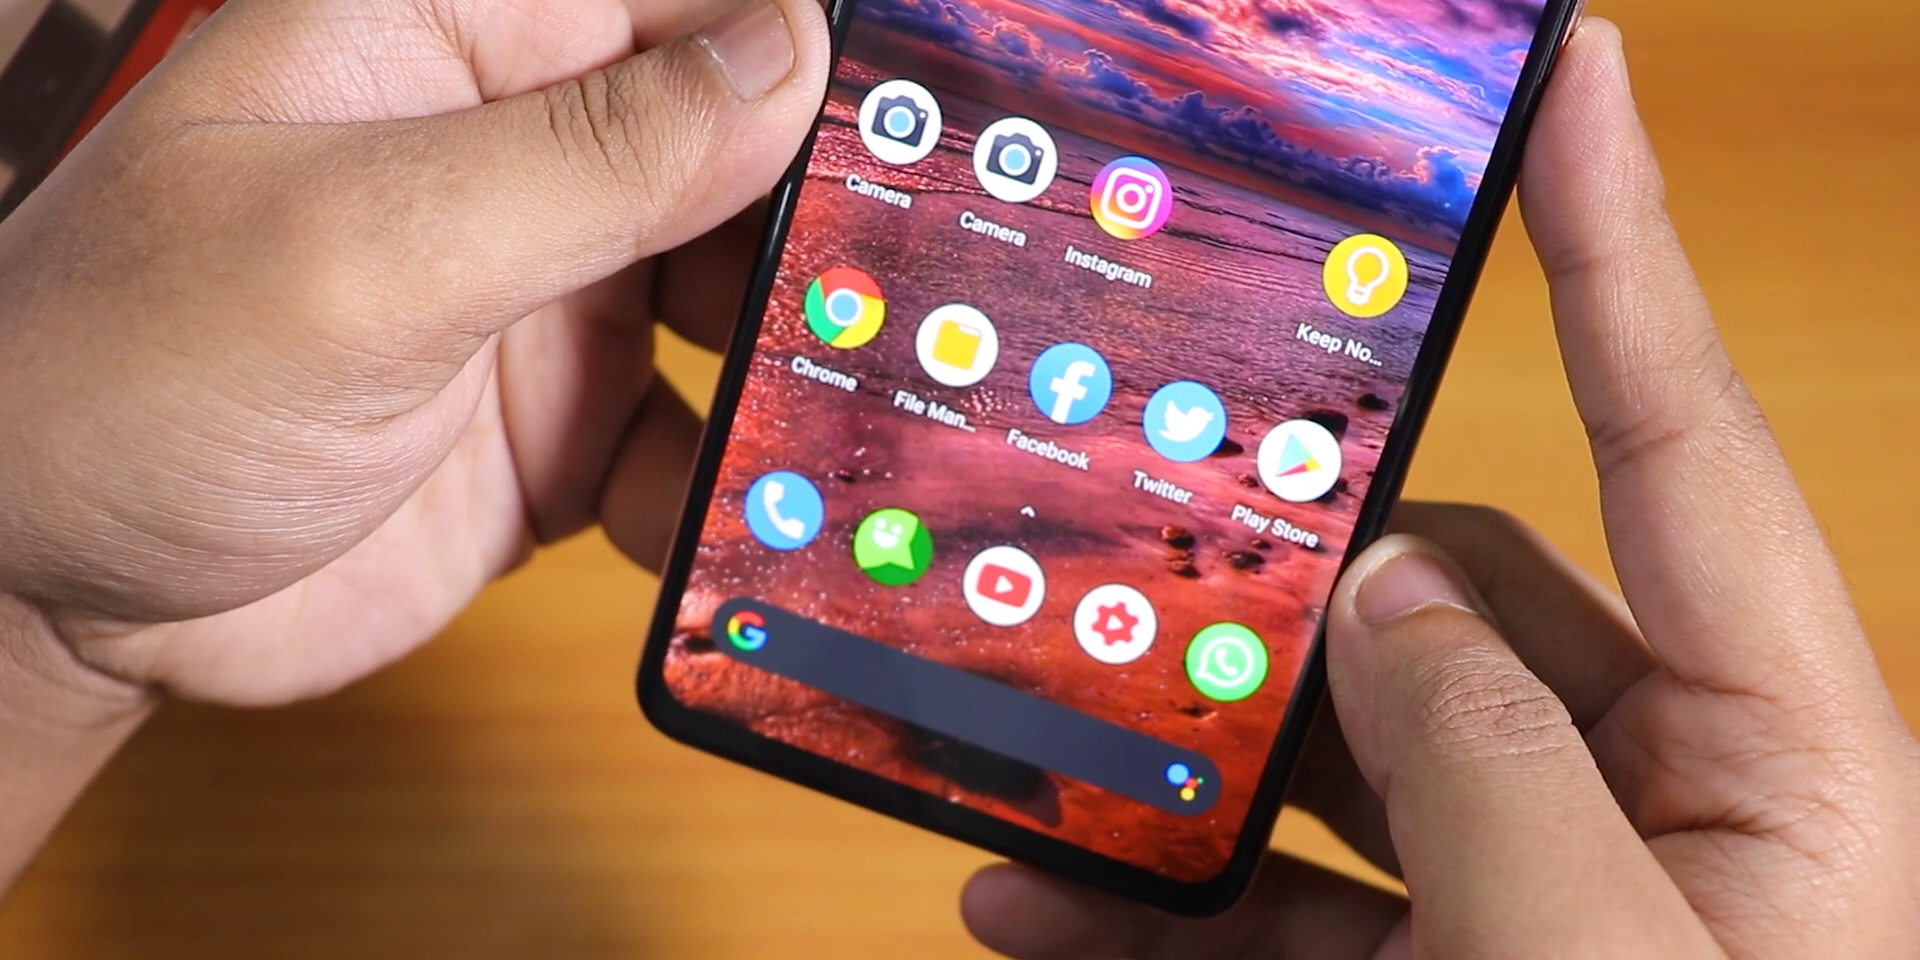 Camera
Camera
Instagram
Keep No...
Chrome
File Man...
Facebook
Twitter
Play Store